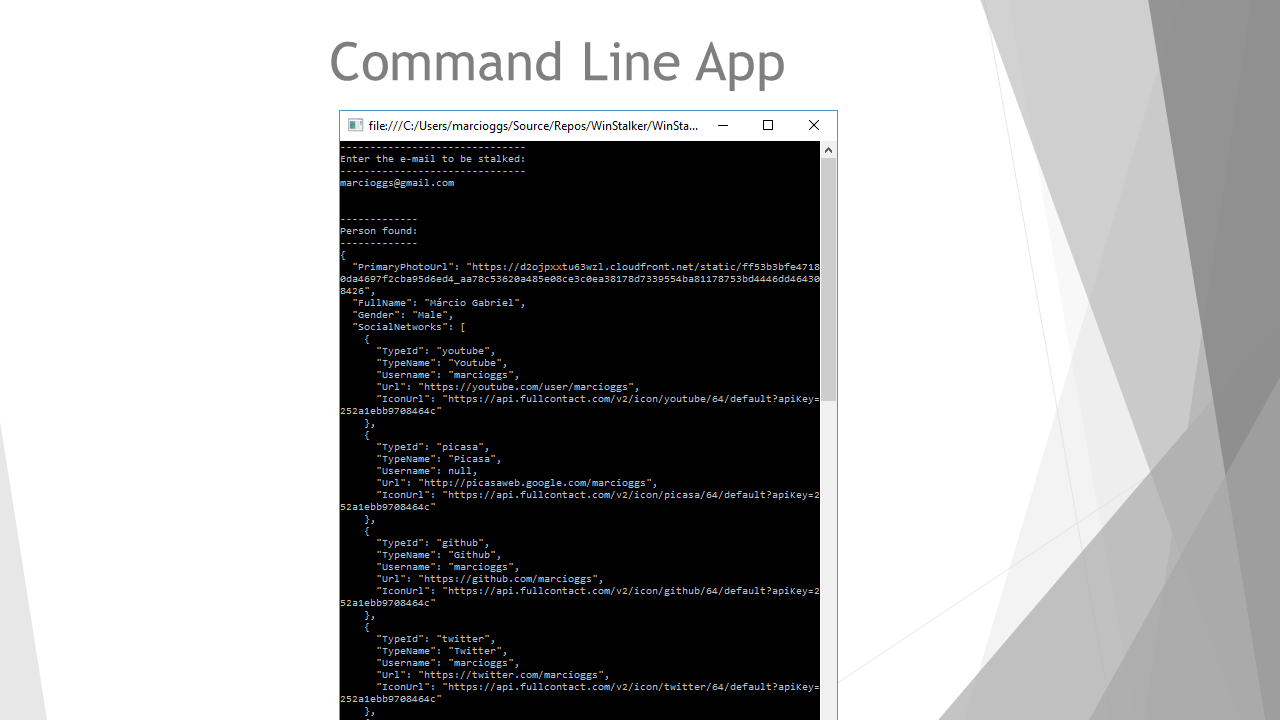 Command Line App
file:///C:/Users/marcioggs/Source/Repos/WinStalker/WinSta...
-------------------------------
Enter the e-mail to be stalked:
-------------------------------
marcioggs@gmail.com
-------------
Person found:
-------------
{
"PrimaryPhotoUrl": "https://d2ojpxxtu63wzl.cloudfront.net/static/ff53b3bfe4718
0da4697f2cba95d6ed4_aa78c53620a485e08ce3c0ea38178d7339554ba81178753bd4446dd46430
8426",
"FullName": "Márcio Gabriel",
"Gender": "Male",
"SocialNetworks": [
{
"TypeId": "youtube",
"TypeName": "Youtube",
"Username": "marcioggs",
"Url": "https://youtube.com/user/marcioggs",
"IconUrl": "https://api.fullcontact.com/v2/icon/youtube/64/default?apiKey=
252a1ebb9708464c"
},
{
"TypeId": "picasa",
"TypeName": "Picasa",
"Username": null,
"Url": "http://picasaweb.google.com/marcioggs",
"IconUrl": "https://api.fullcontact.com/v2/icon/picasa/64/default?apiKey=2
52a1ebb9708464c"
},
{
"TypeId": "github",
"TypeName": "Github",
"Username": "marcioggs",
"Url": "https://github.com/marcioggs",
"IconUrl": "https://api.fullcontact.com/v2/icon/github/64/default?apiKey=2
52a1ebb9708464c"
},
{
"TypeId": "twitter",
"TypeName": "Twitter",
"Username": "marcioggs",
"Url": "https://twitter.com/marcioggs",
"IconUrl": "https://api.fullcontact.com/v2/icon/twitter/64/default?apiKey=
252a1ebb9708464c"
},